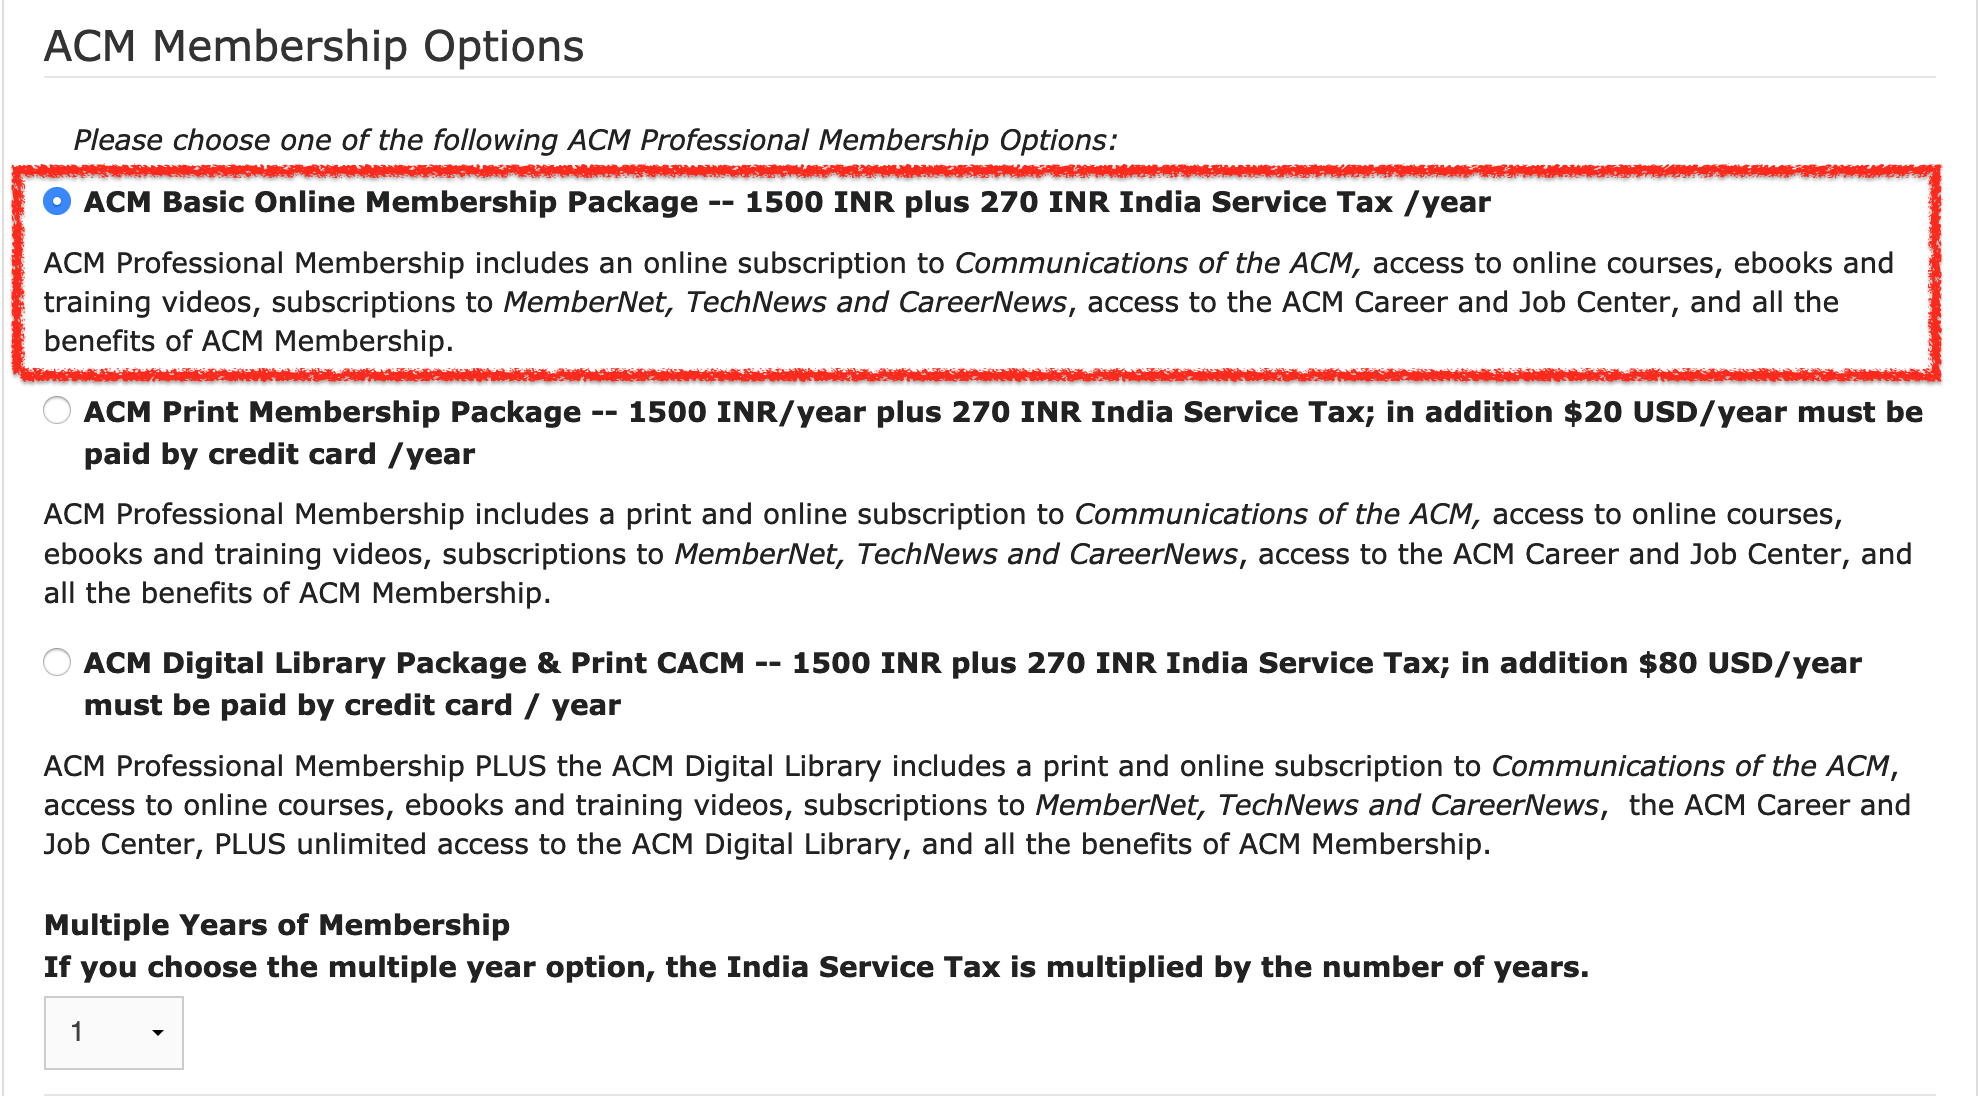 ACM Membership Options
Please choose one of the following ACM Professional Membership Options:
ACM Basic Online Membership Package -- 1500 INR plus 270 INR India Service Tax /year
ACM Professional Membership includes an online subscription to Communications of the ACM, access to online courses, ebooks and
training videos, subscriptions to MemberNet, TechNews and CareerNews, access to the ACM Career and Job Center, and all the
benefits of ACM Membership.
ACM Print Membership Package -- 1500 INR/year plus 270 INR India Service Tax; in addition $20 USD/year must be
paid by credit card /year
ACM Professional Membership includes a print and online subscription to Communications of the ACM, access to online courses,
ebooks and training videos, subscriptions to MemberNet, TechNews and CareerNews, access to the ACM Career and Job Center, and
all the benefits of ACM Membership.
ACM Digital Library Package & Print CACM -- 1500 INR plus 270 INR India Service Tax; in addition $80 USD/year
must be paid by credit card / year
ACM Professional Membership PLUS the ACM Digital Library includes a print and online subscription to Communications of the ACM,
access to online courses, ebooks and training videos, subscriptions to MemberNet, TechNews and CareerNews,  the ACM Career and
Job Center, PLUS unlimited access to the ACM Digital Library, and all the benefits of ACM Membership.
Multiple Years of Membership
If you choose the multiple year option, the India Service Tax is multiplied by the number of years.
1